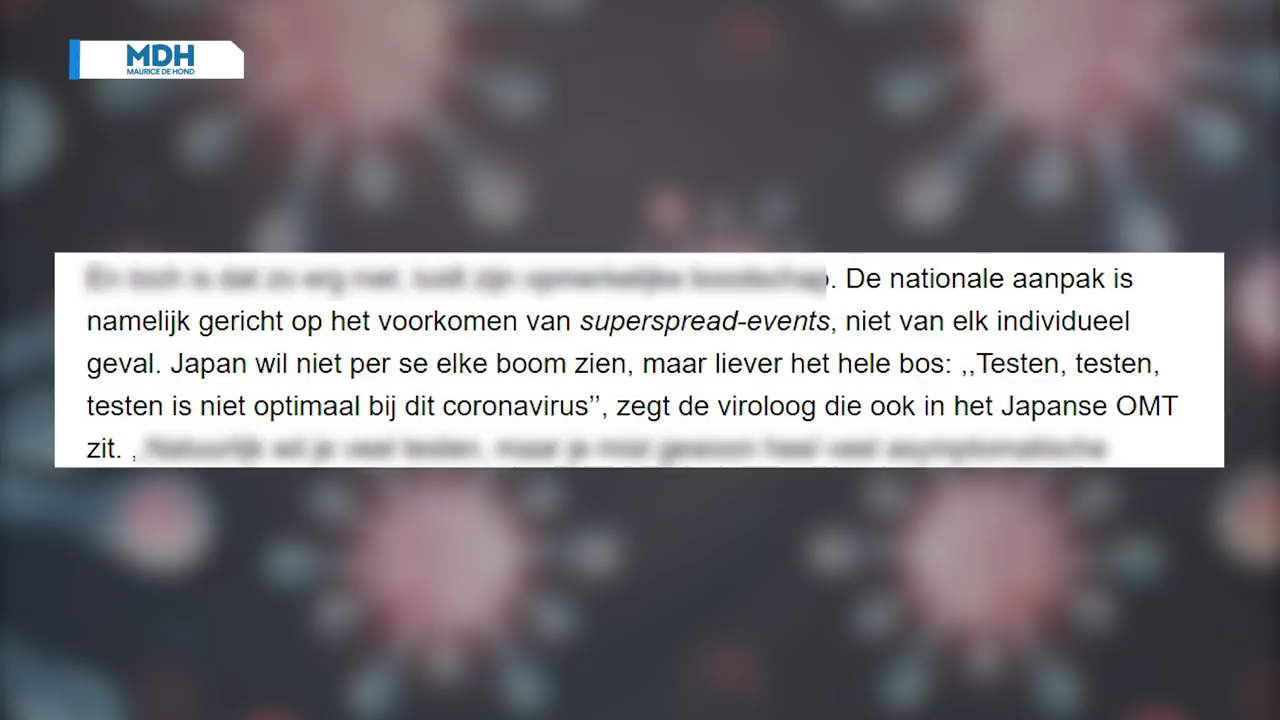 MDH
MAURICE DE HOND
. De nationale aanpak is
namelijk gericht op het voorkomen van superspread-events, niet van elk individueel
geval. Japan wil niet per se elke boom zien, maar liever het hele bos: ,,Testen, testen,
testen is niet optimaal bij dit coronavirus’’, zegt de viroloog die ook in het Japanse OMT
zit. ,